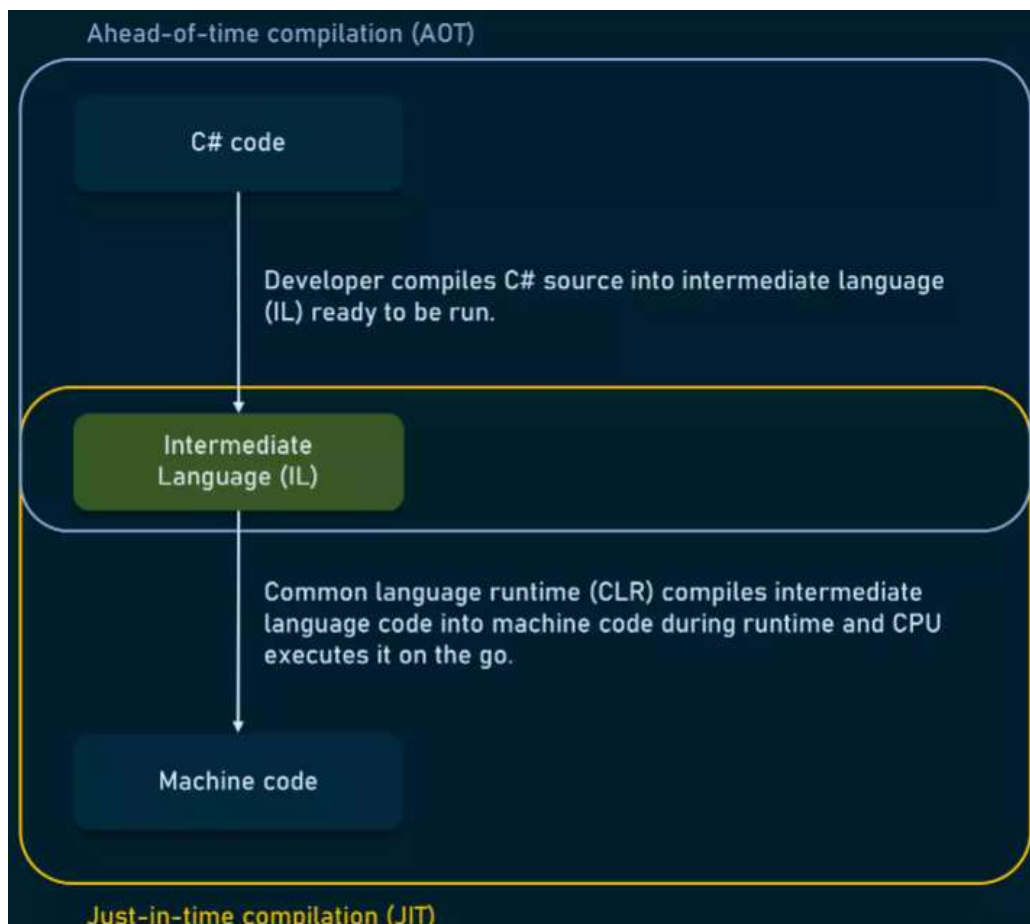 Ahead-of-time compilation (AOT)
C# code
Developer compiles C# source into intermediate language
(IL) ready to be run.
Intermediate
Language (IL)
Common language runtime (CLR) compiles intermediate
language code into machine code during runtime and CPU
executes it on the go.
Machine code
Just-in-time compilation (JIT)